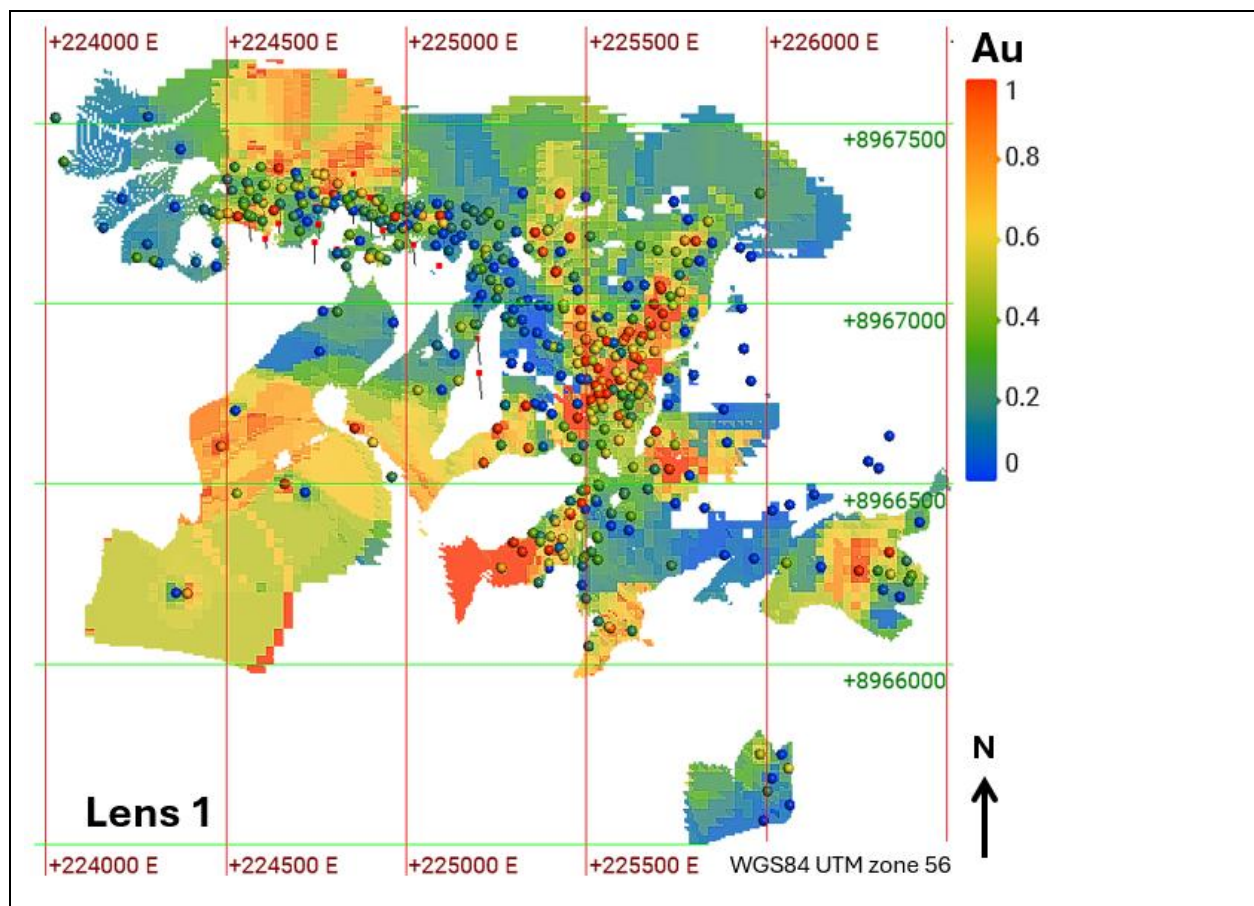 +224000 E +224500 E +225000 E +225500 E +226000 E
Au
1
+8967500
0.8
0.6
+8967000
0.4
0.2
0
+8966500
+8966000
N
Lens 1
+224000 E +224500 E +225000 E +225500 E WGS84 UTM zone 56